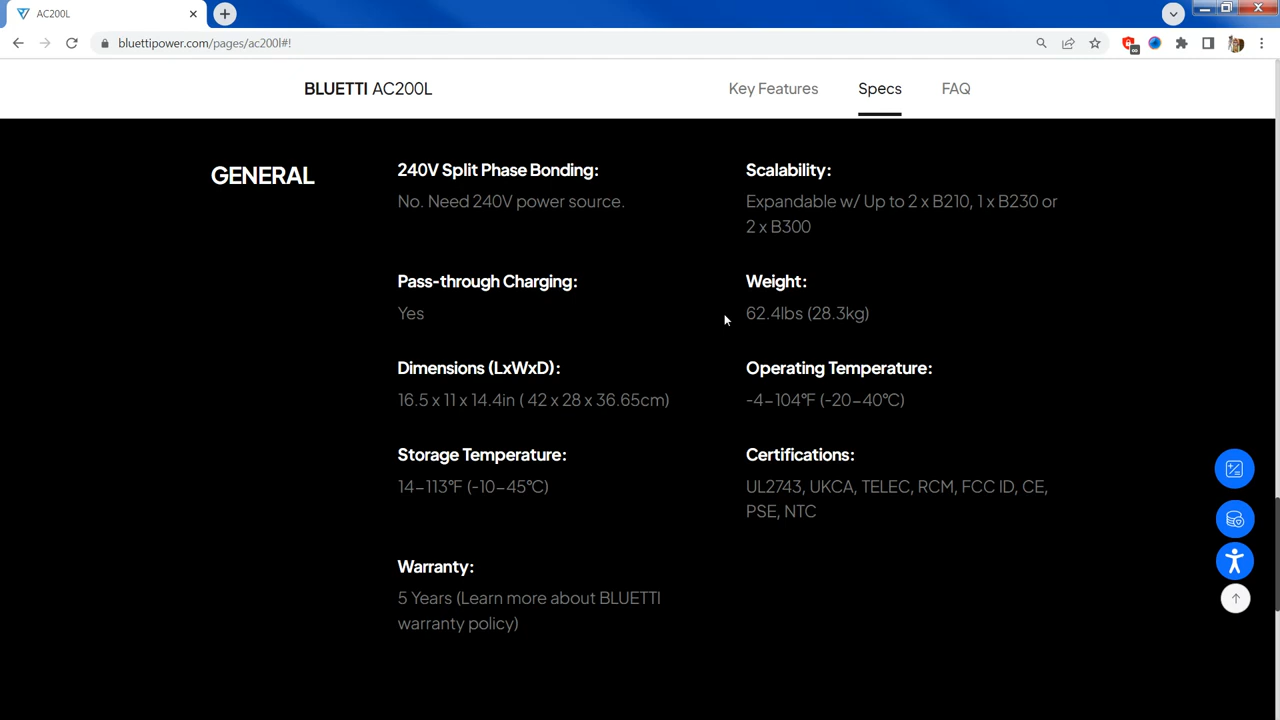 AC200L
bluettipower.com/pages/ac200l#!
BLUETTI AC200L
Key Features
Specs
FAQ
GENERAL
240V Split Phase Bonding:
No. Need 240V power source.
Scalability:
Expandable w/ Up to 2 x B210, 1 x B230 or
2 x B300
Pass-through Charging:
Yes
Weight:
62.4lbs (28.3kg)
Dimensions (LxWxD):
16.5 x 11 x 14.4in ( 42 x 28 x 36.65cm)
Operating Temperature:
-4–104°F (-20–40°C)
Storage Temperature:
14–113°F (-10–45°C)
Certifications:
UL2743, UKCA, TELEC, RCM, FCC ID, CE,
PSE, NTC
Warranty:
5 Years (Learn more about BLUETTI
warranty policy)